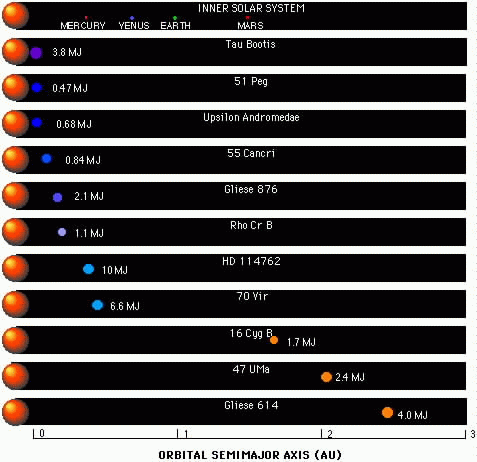 INNER SOLAR SYSTEM
MERCURY VENUS EARTH MARS
Tau Bootis
3.8 MJ
51 Peg
0.47 MJ
Upsilon Andromedae
0.68 MJ
55 Cancri
0.84 MJ
Gliese 876
2.1 MJ
Rho Cr B
1.1 MJ
HD 114762
10 MJ
70 Vir
6.6 MJ
16 Cyg B
1.7 MJ
47 UMa
2.4 MJ
Gliese 614
4.0 MJ
0 1 2 3
ORBITAL SEMIMAJOR AXIS (AU)